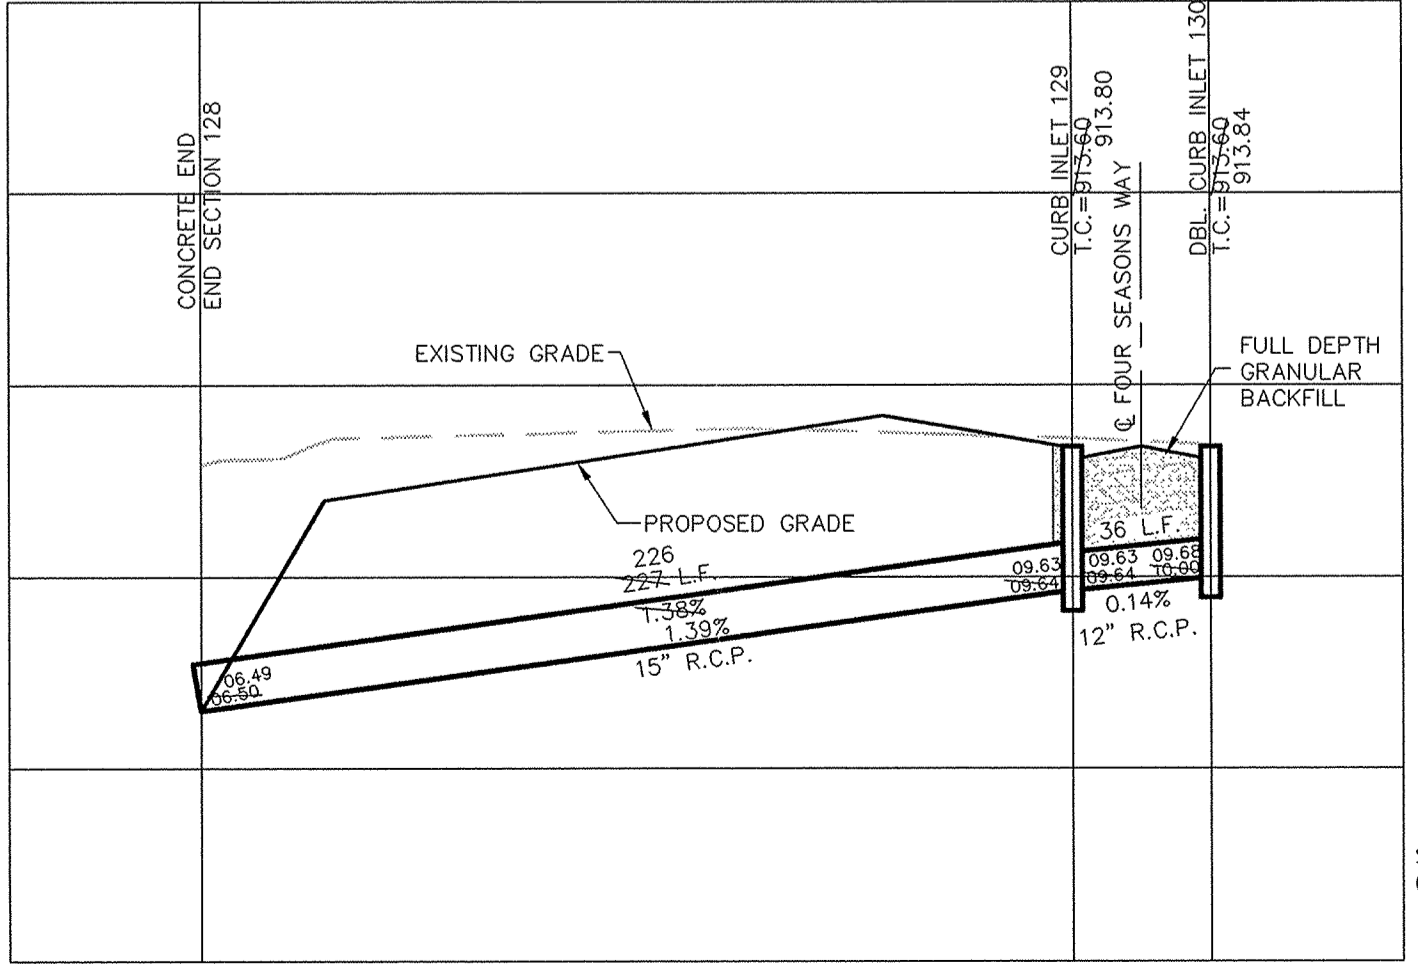 CONCRETE END
END SECTION 128
CURB INLET 129
T.C.=913.60
913.80
℄ FOUR SEASONS WAY
DBL. CURB INLET 130
T.C.=913.60
913.84
EXISTING GRADE
FULL DEPTH
GRANULAR
BACKFILL
PROPOSED GRADE
36 L.F.
226
227 L.F.
1.38%
1.39%
15" R.C.P.
09.63
09.64
09.63
09.64
09.68
10.00
0.14%
12" R.C.P.
06.49
06.50